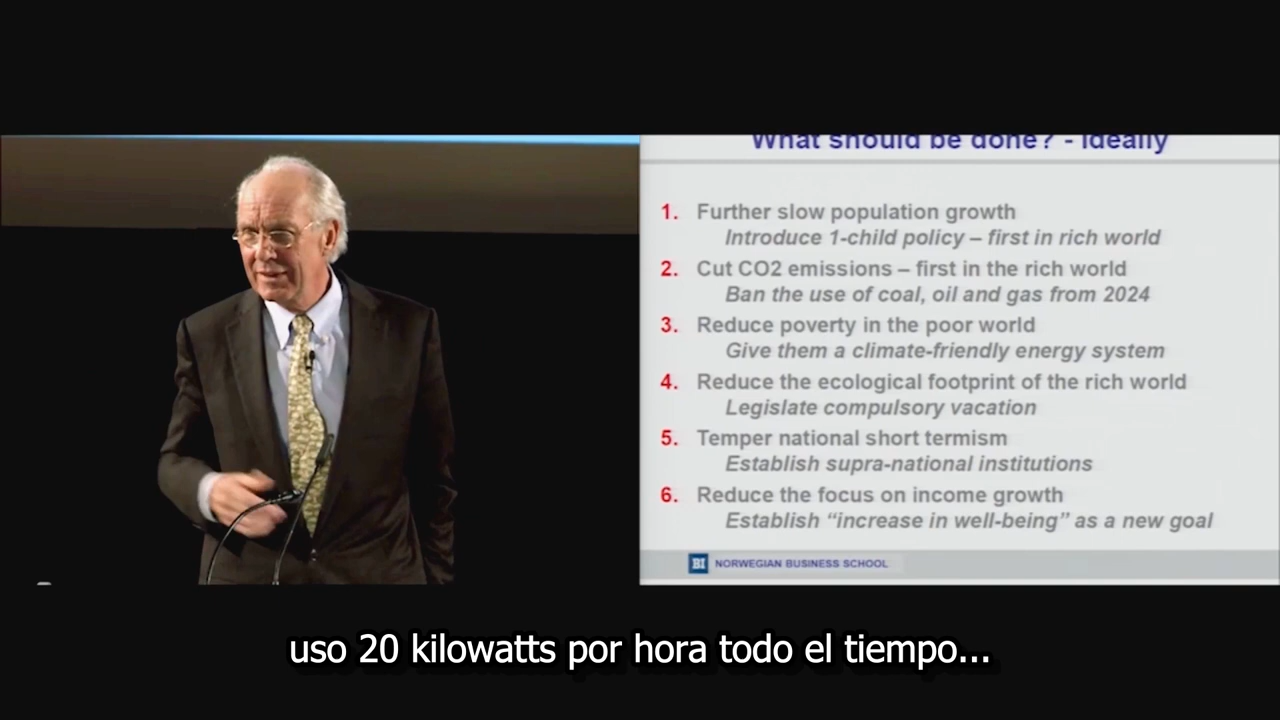 What should be done? - Ideally
1. Further slow population growth
Introduce 1-child policy – first in rich world
2. Cut CO2 emissions – first in the rich world
Ban the use of coal, oil and gas from 2024
3. Reduce poverty in the poor world
Give them a climate-friendly energy system
4. Reduce the ecological footprint of the rich world
Legislate compulsory vacation
5. Temper national short termism
Establish supra-national institutions
6. Reduce the focus on income growth
Establish “increase in well-being” as a new goal
BI NORWEGIAN BUSINESS SCHOOL
uso 20 kilowatts por hora todo el tiempo...